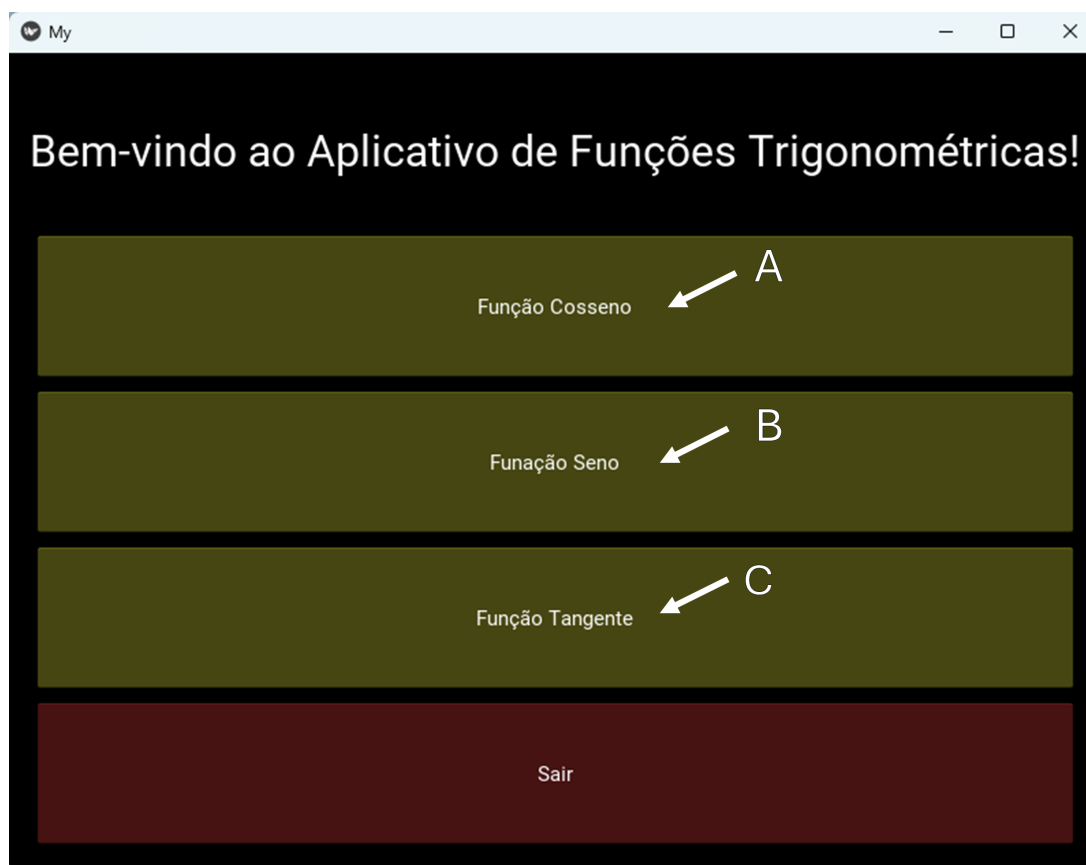 My
Bem-vindo ao Aplicativo de Funções Trigonométricas!
A
Função Cosseno
B
Funação Seno
C
Função Tangente
Sair